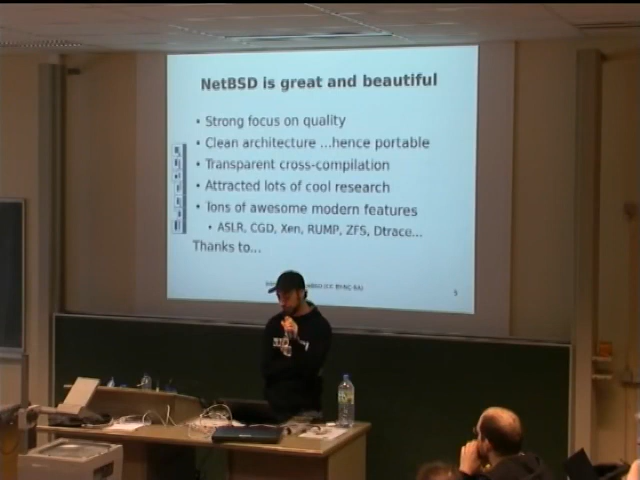 NetBSD is great and beautiful
• Strong focus on quality
• Clean architecture ...hence portable
• Transparent cross-compilation
• Attracted lots of cool research
• Tons of awesome modern features
• ASLR, CGD, Xen, RUMP, ZFS, Dtrace...
Thanks to...
5